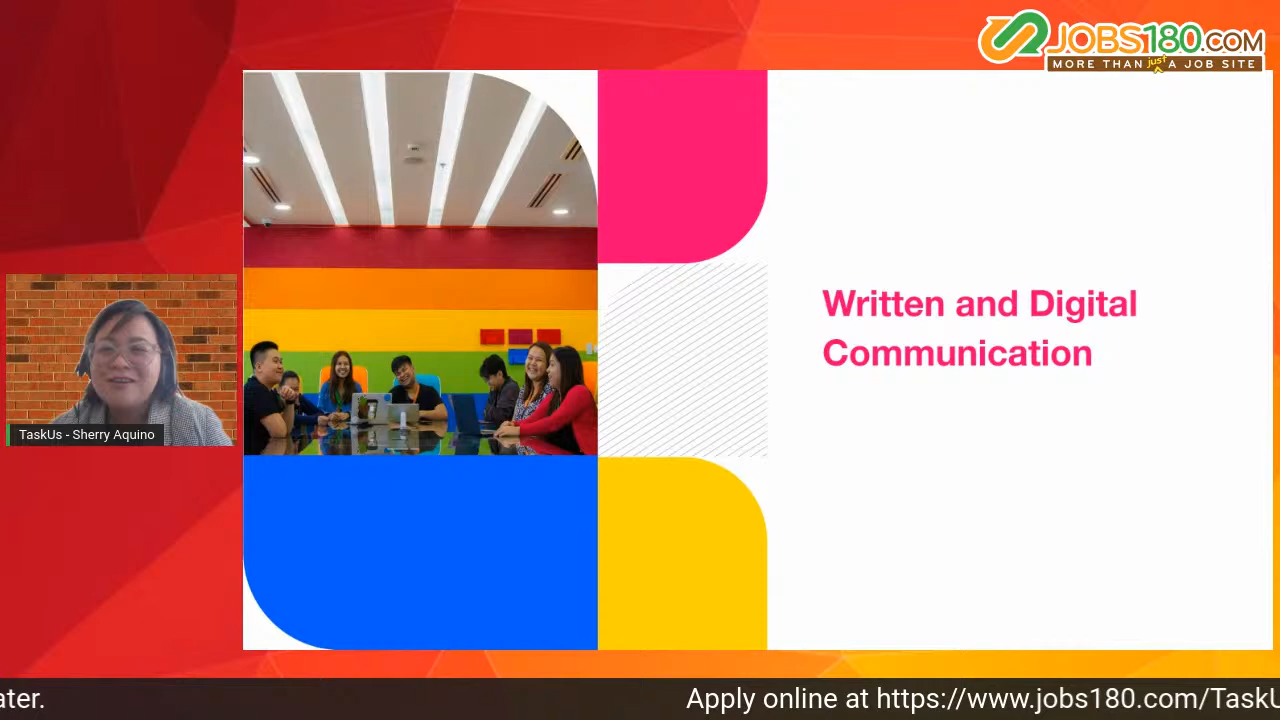 JOBS180.COM
MORE THAN just A JOB SITE
Written and Digital
Communication
TaskUs - Sherry Aquino
ater. Apply online at https://www.jobs180.com/TaskU